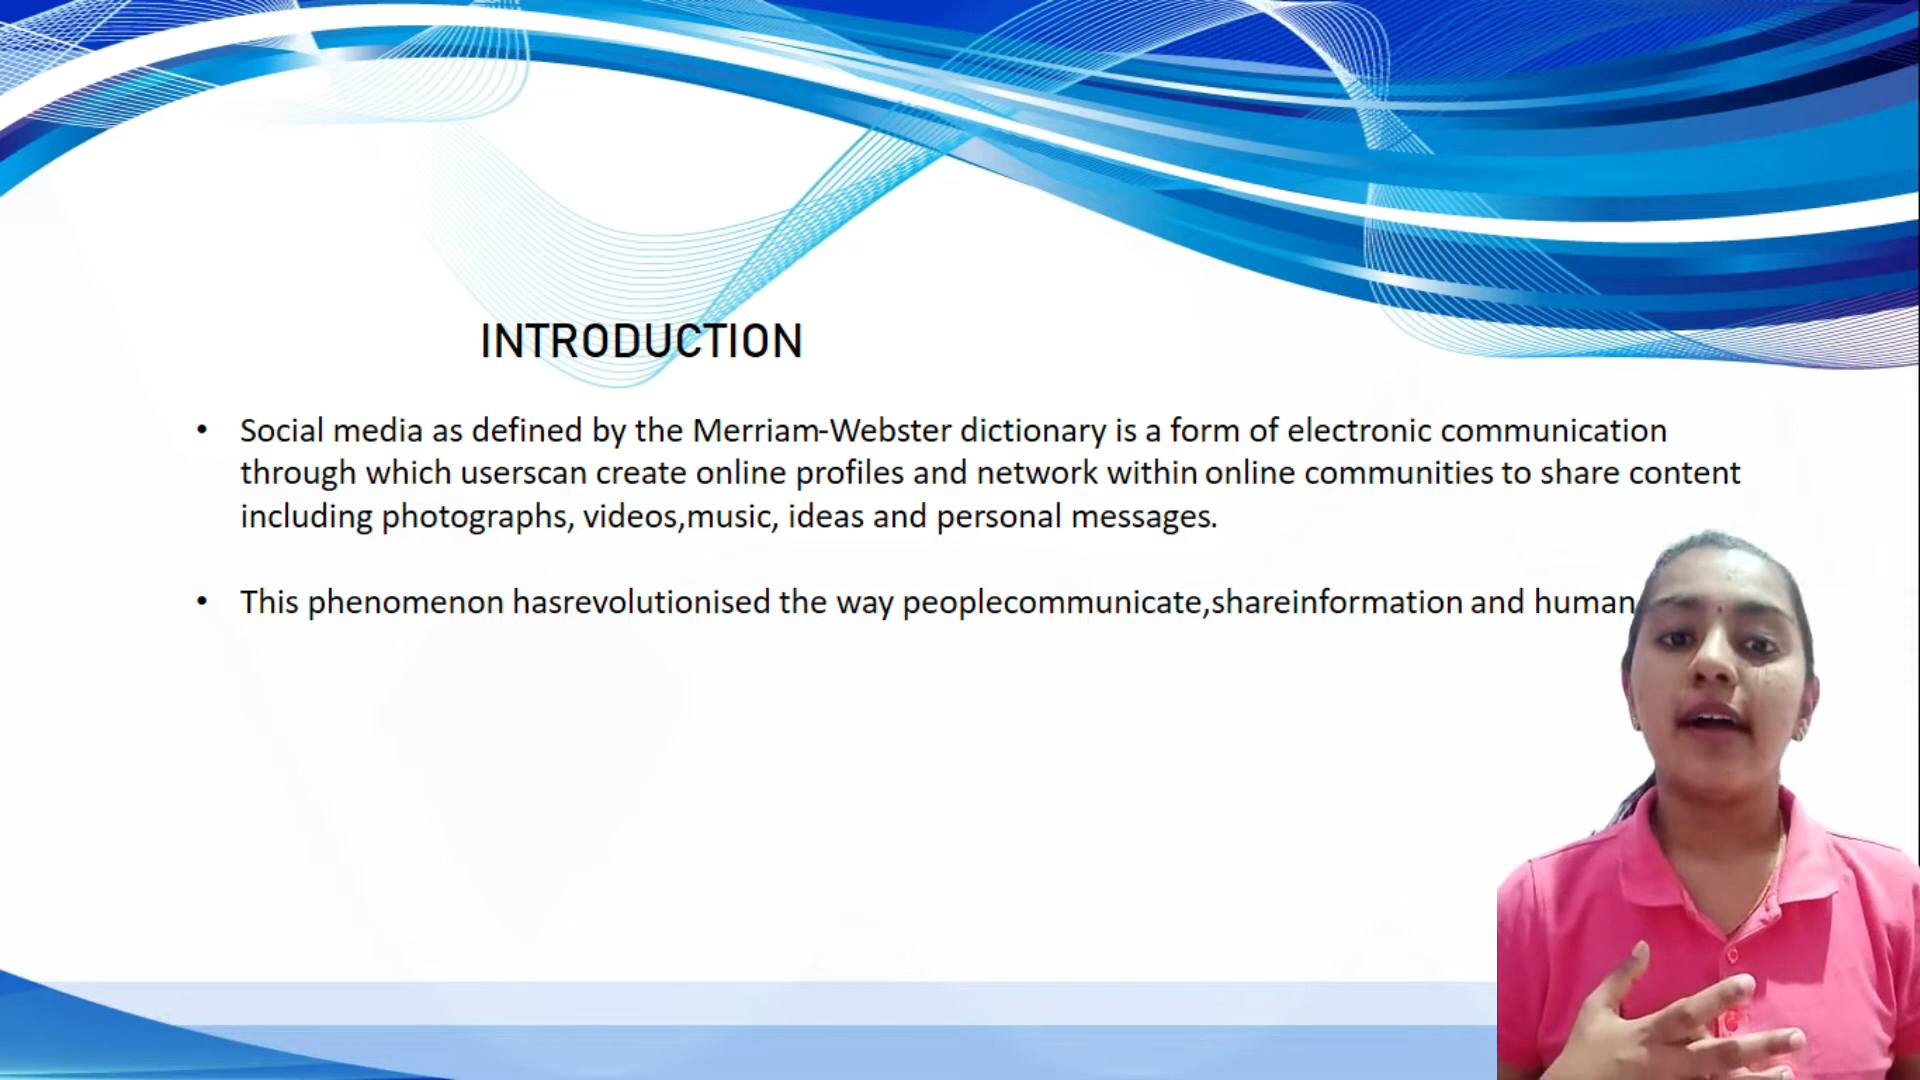 INTRODUCTION
• Social media as defined by the Merriam-Webster dictionary is a form of electronic communication
through which userscan create online profiles and network within online communities to share content
including photographs, videos,music, ideas and personal messages.
• This phenomenon hasrevolutionised the way peoplecommunicate,shareinformation and human